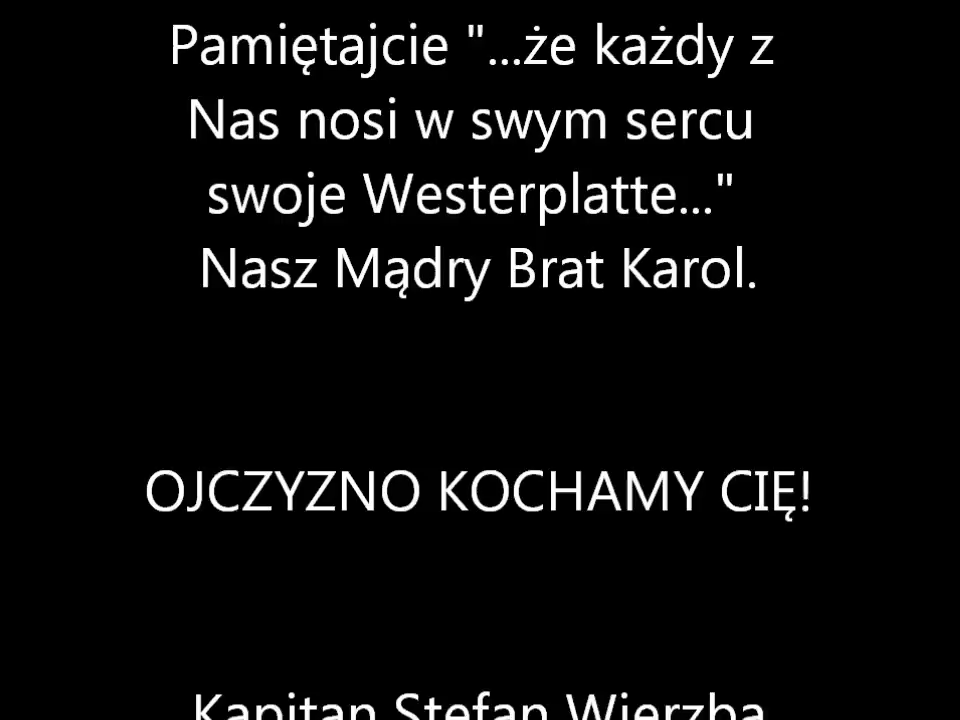 Pamiętajcie "...że każdy z
Nas nosi w swym sercu
swoje Westerplatte..."
Nasz Mądry Brat Karol.
OJCZYZNO KOCHAMY CIĘ!
Kapitan Stefan Wierzba